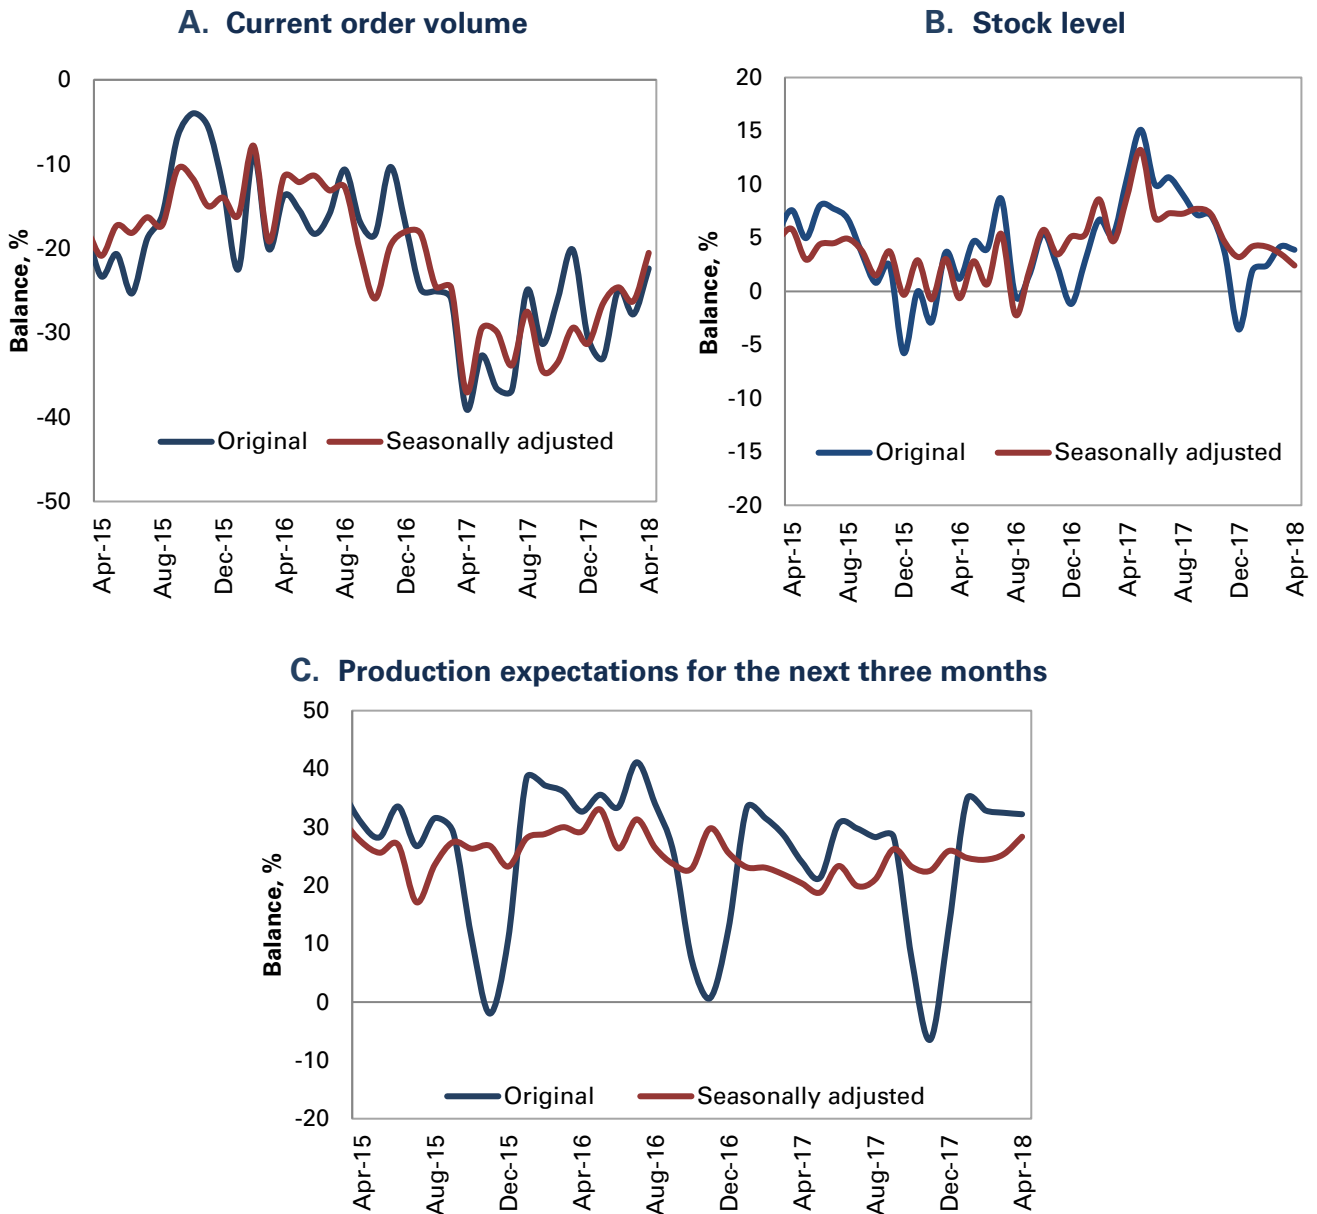 A. Current order volume
0
-10
-20
-30
-40
-50
Balance, %
Original
Seasonally adjusted
Apr-15
Aug-15
Dec-15
Apr-16
Aug-16
Dec-16
Apr-17
Aug-17
Dec-17
Apr-18
B. Stock level
20
15
10
5
0
-5
-10
-15
-20
Balance, %
Original
Seasonally adjusted
Apr-15
Aug-15
Dec-15
Apr-16
Aug-16
Dec-16
Apr-17
Aug-17
Dec-17
Apr-18
C. Production expectations for the next three months
50
40
30
20
10
0
-10
-20
Balance, %
Original
Seasonally adjusted
Apr-15
Aug-15
Dec-15
Apr-16
Aug-16
Dec-16
Apr-17
Aug-17
Dec-17
Apr-18